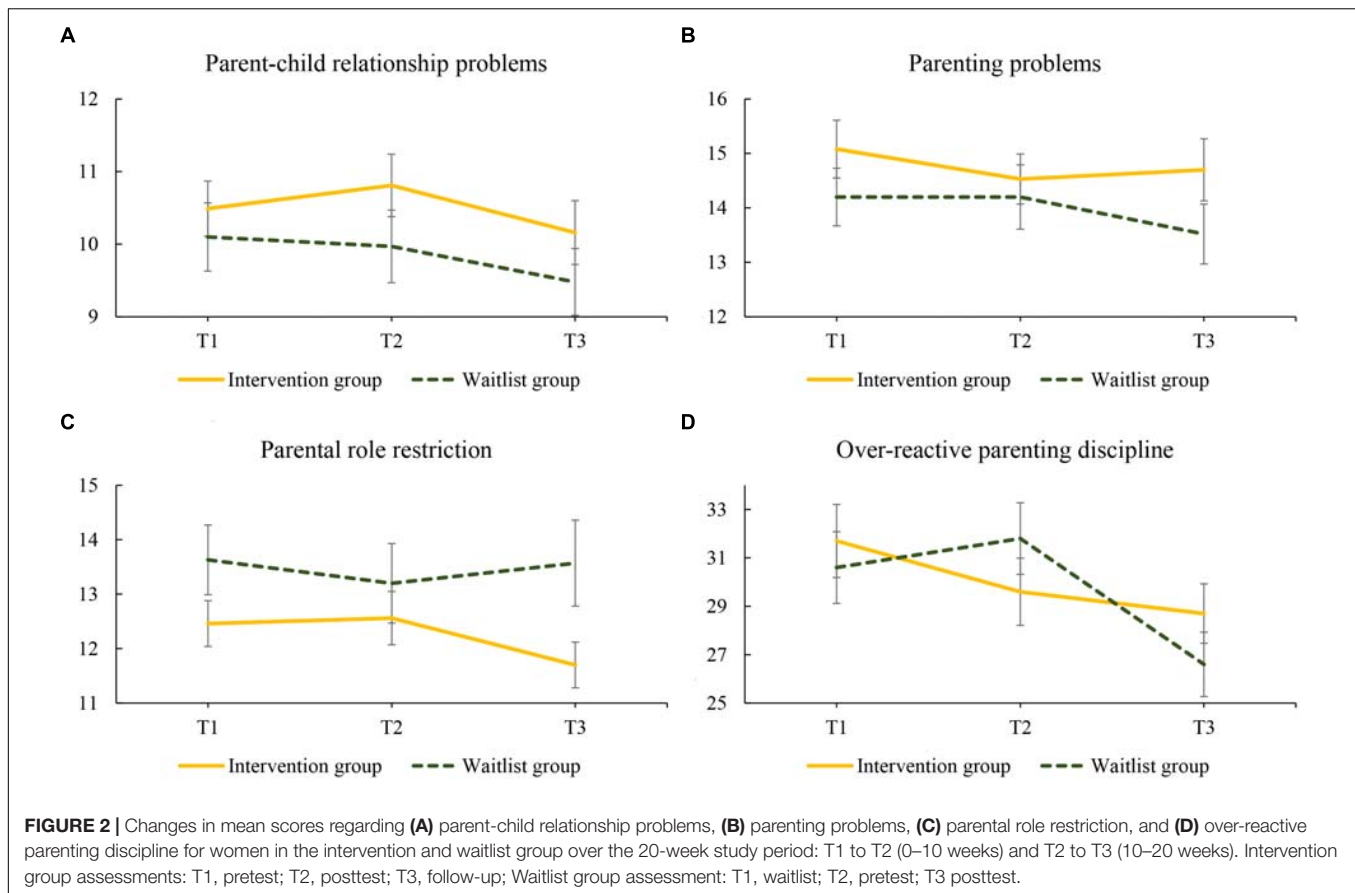 A
Parent-child relationship problems
12
11
10
9
T1 T2 T3
Intervention group Waitlist group
B
Parenting problems
16
15
14
13
12
T1 T2 T3
Intervention group Waitlist group
C
Parental role restriction
15
14
13
12
11
T1 T2 T3
Intervention group Waitlist group
D
Over-reactive parenting discipline
33
31
29
27
25
T1 T2 T3
Intervention group Waitlist group
FIGURE 2 | Changes in mean scores regarding (A) parent-child relationship problems, (B) parenting problems, (C) parental role restriction, and (D) over-reactive
parenting discipline for women in the intervention and waitlist group over the 20-week study period: T1 to T2 (0–10 weeks) and T2 to T3 (10–20 weeks). Intervention
group assessments: T1, pretest; T2, posttest; T3, follow-up; Waitlist group assessment: T1, waitlist; T2, pretest; T3 posttest.